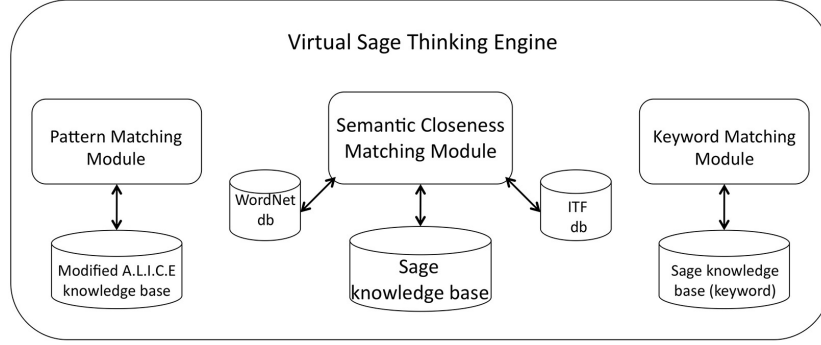 Virtual Sage Thinking Engine
Pattern Matching
Module
Semantic Closeness
Matching Module
Keyword Matching
Module
WordNet
db
ITF
db
Modified A.L.I.C.E
knowledge base
Sage
knowledge base
Sage knowledge
base (keyword)